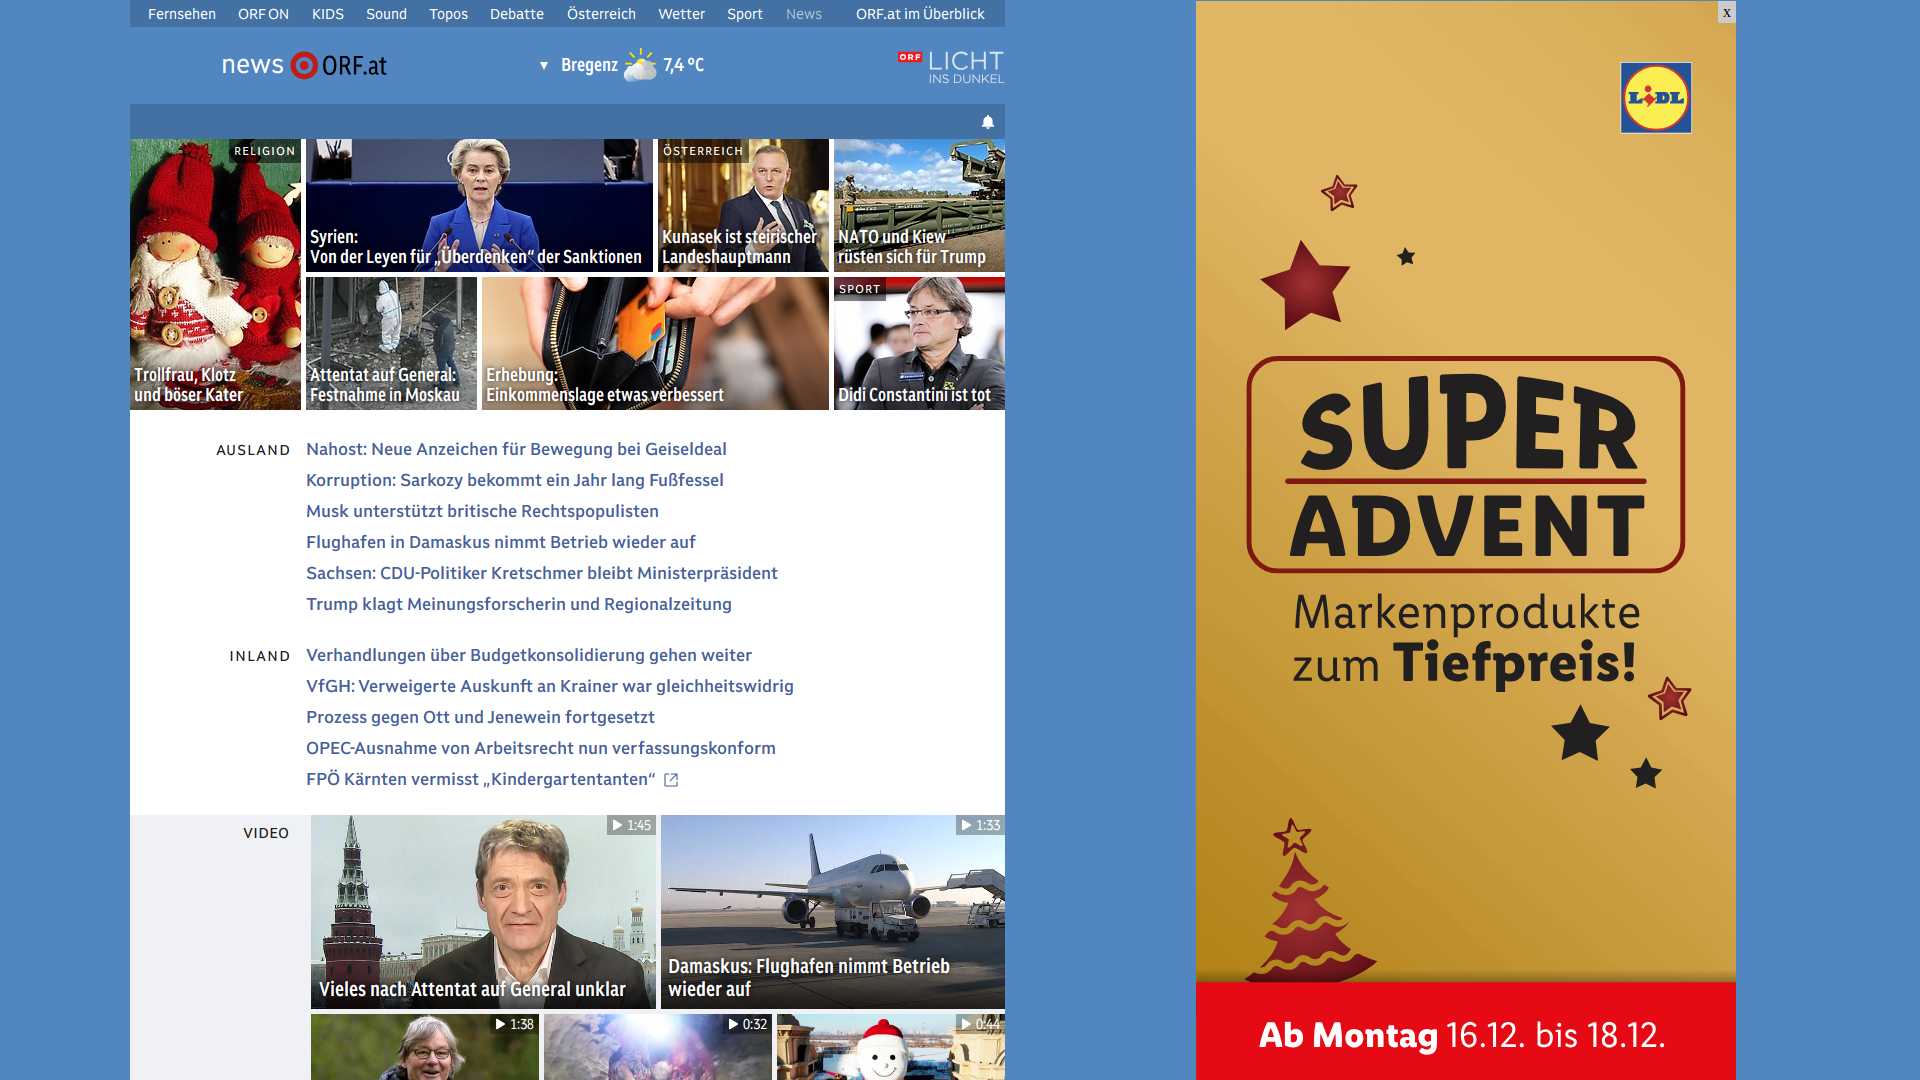 Fernsehen ORF ON KIDS Sound Topos Debatte Österreich Wetter Sport News ORF.at im Überblick
news ORF.at
Bregenz 7,4 °C
ORF LICHT
INS DUNKEL
RELIGION
Trollfrau, Klotz
und böser Kater
Syrien:
Von der Leyen für „Überdenken“ der Sanktionen
ÖSTERREICH
Kunasek ist steirischer
Landeshauptmann
NATO und Kiew
rüsten sich für Trump
Attentat auf General:
Festnahme in Moskau
Erhebung:
Einkommenslage etwas verbessert
SPORT
Didi Constantini ist tot
AUSLAND
Nahost: Neue Anzeichen für Bewegung bei Geiseldeal
Korruption: Sarkozy bekommt ein Jahr lang Fußfessel
Musk unterstützt britische Rechtspopulisten
Flughafen in Damaskus nimmt Betrieb wieder auf
Sachsen: CDU-Politiker Kretschmer bleibt Ministerpräsident
Trump klagt Meinungsforscherin und Regionalzeitung
INLAND
Verhandlungen über Budgetkonsolidierung gehen weiter
VfGH: Verweigerte Auskunft an Krainer war gleichheitswidrig
Prozess gegen Ott und Jenewein fortgesetzt
OPEC-Ausnahme von Arbeitsrecht nun verfassungskonform
FPÖ Kärnten vermisst „Kindergartentanten“
VIDEO
1:45
Vieles nach Attentat auf General unklar
1:33
Damaskus: Flughafen nimmt Betrieb
wieder auf
1:38
0:32
0:44
x
LIDL
SUPER
ADVENT
Markenprodukte
zum Tiefpreis!
Ab Montag 16.12. bis 18.12.